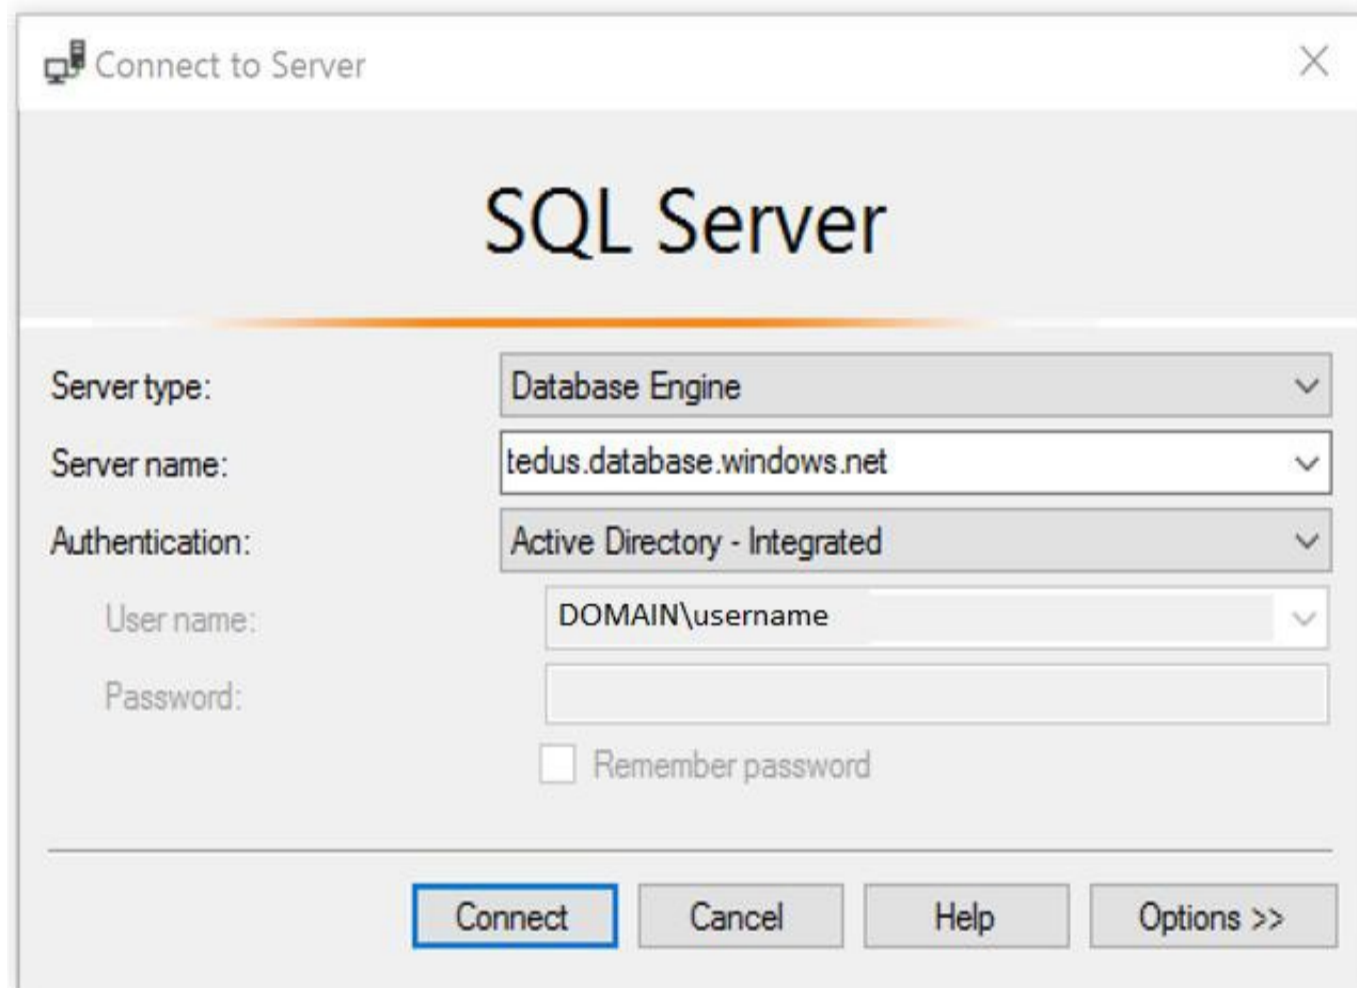 Connect to Server
SQL Server
Server type: Database Engine
Server name: tedus.database.windows.net
Authentication: Active Directory - Integrated
User name: DOMAIN\username
Password:
Remember password
Connect Cancel Help Options >>